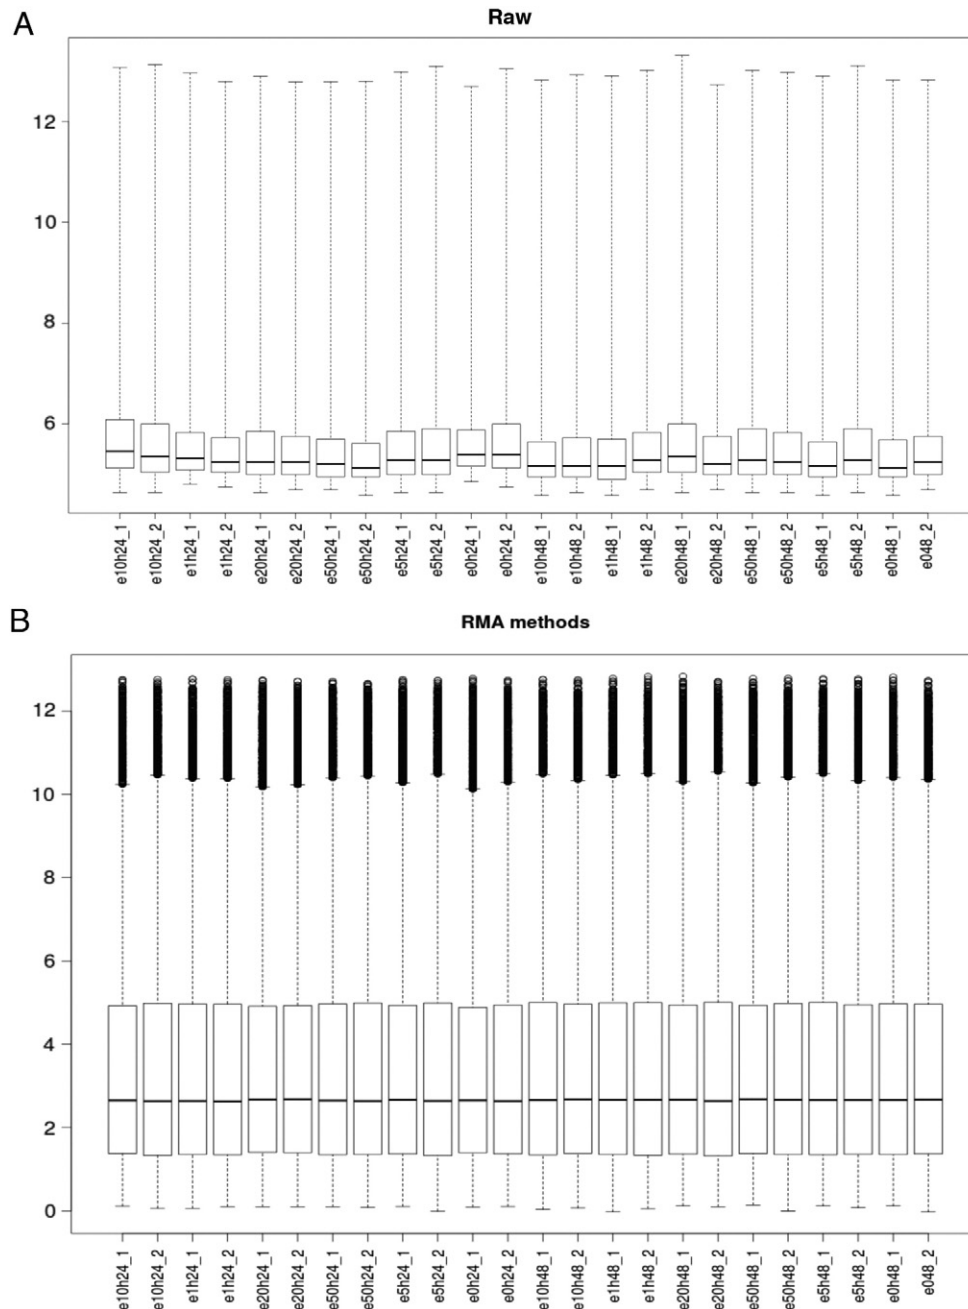 A
Raw
12
10
8
6
e10h24_1
e10h24_2
e1h24_1
e1h24_2
e20h24_1
e20h24_2
e50h24_1
e50h24_2
e5h24_1
e5h24_2
e0h24_1
e0h24_2
e10h48_1
e10h48_2
e1h48_1
e1h48_2
e20h48_1
e20h48_2
e50h48_1
e50h48_2
e5h48_1
e5h48_2
e0h48_1
e048_2
B
RMA methods
12
10
8
6
4
2
0
e10h24_1
e10h24_2
e1h24_1
e1h24_2
e20h24_1
e20h24_2
e50h24_1
e50h24_2
e5h24_1
e5h24_2
e0h24_1
e0h24_2
e10h48_1
e10h48_2
e1h48_1
e1h48_2
e20h48_1
e20h48_2
e50h48_1
e50h48_2
e5h48_1
e5h48_2
e0h48_1
e048_2